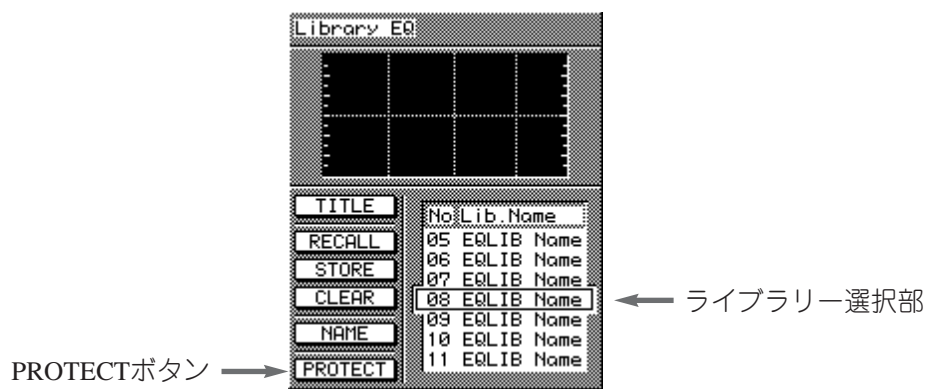 Library EQ
TITLE
RECALL
STORE
CLEAR
NAME
PROTECT
No Lib.Name
05 EQLIB Name
06 EQLIB Name
07 EQLIB Name
08 EQLIB Name
09 EQLIB Name
10 EQLIB Name
11 EQLIB Name
ライブラリー選択部
PROTECTボタン